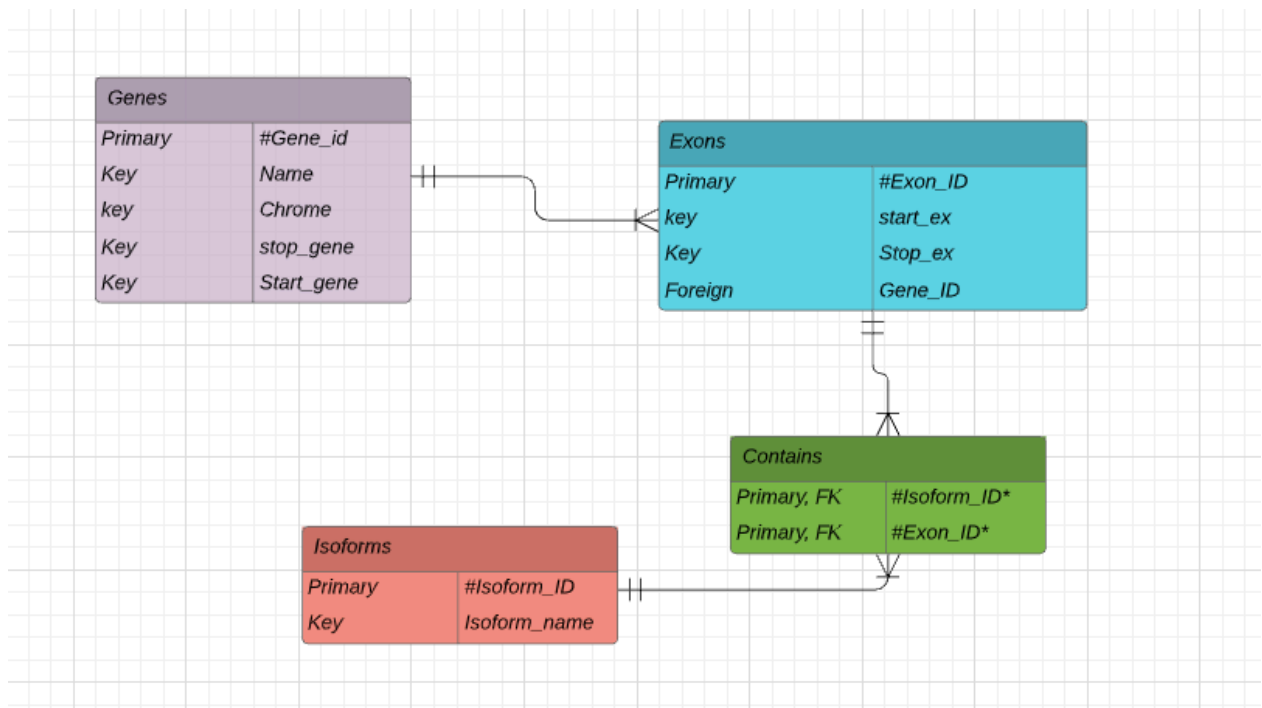 Genes
Primary #Gene_id
Key Name
key Chrome
Key stop_gene
Key Start_gene
Exons
Primary #Exon_ID
key start_ex
Key Stop_ex
Foreign Gene_ID
Contains
Primary, FK #Isoform_ID*
Primary, FK #Exon_ID*
Isoforms
Primary #Isoform_ID
Key Isoform_name